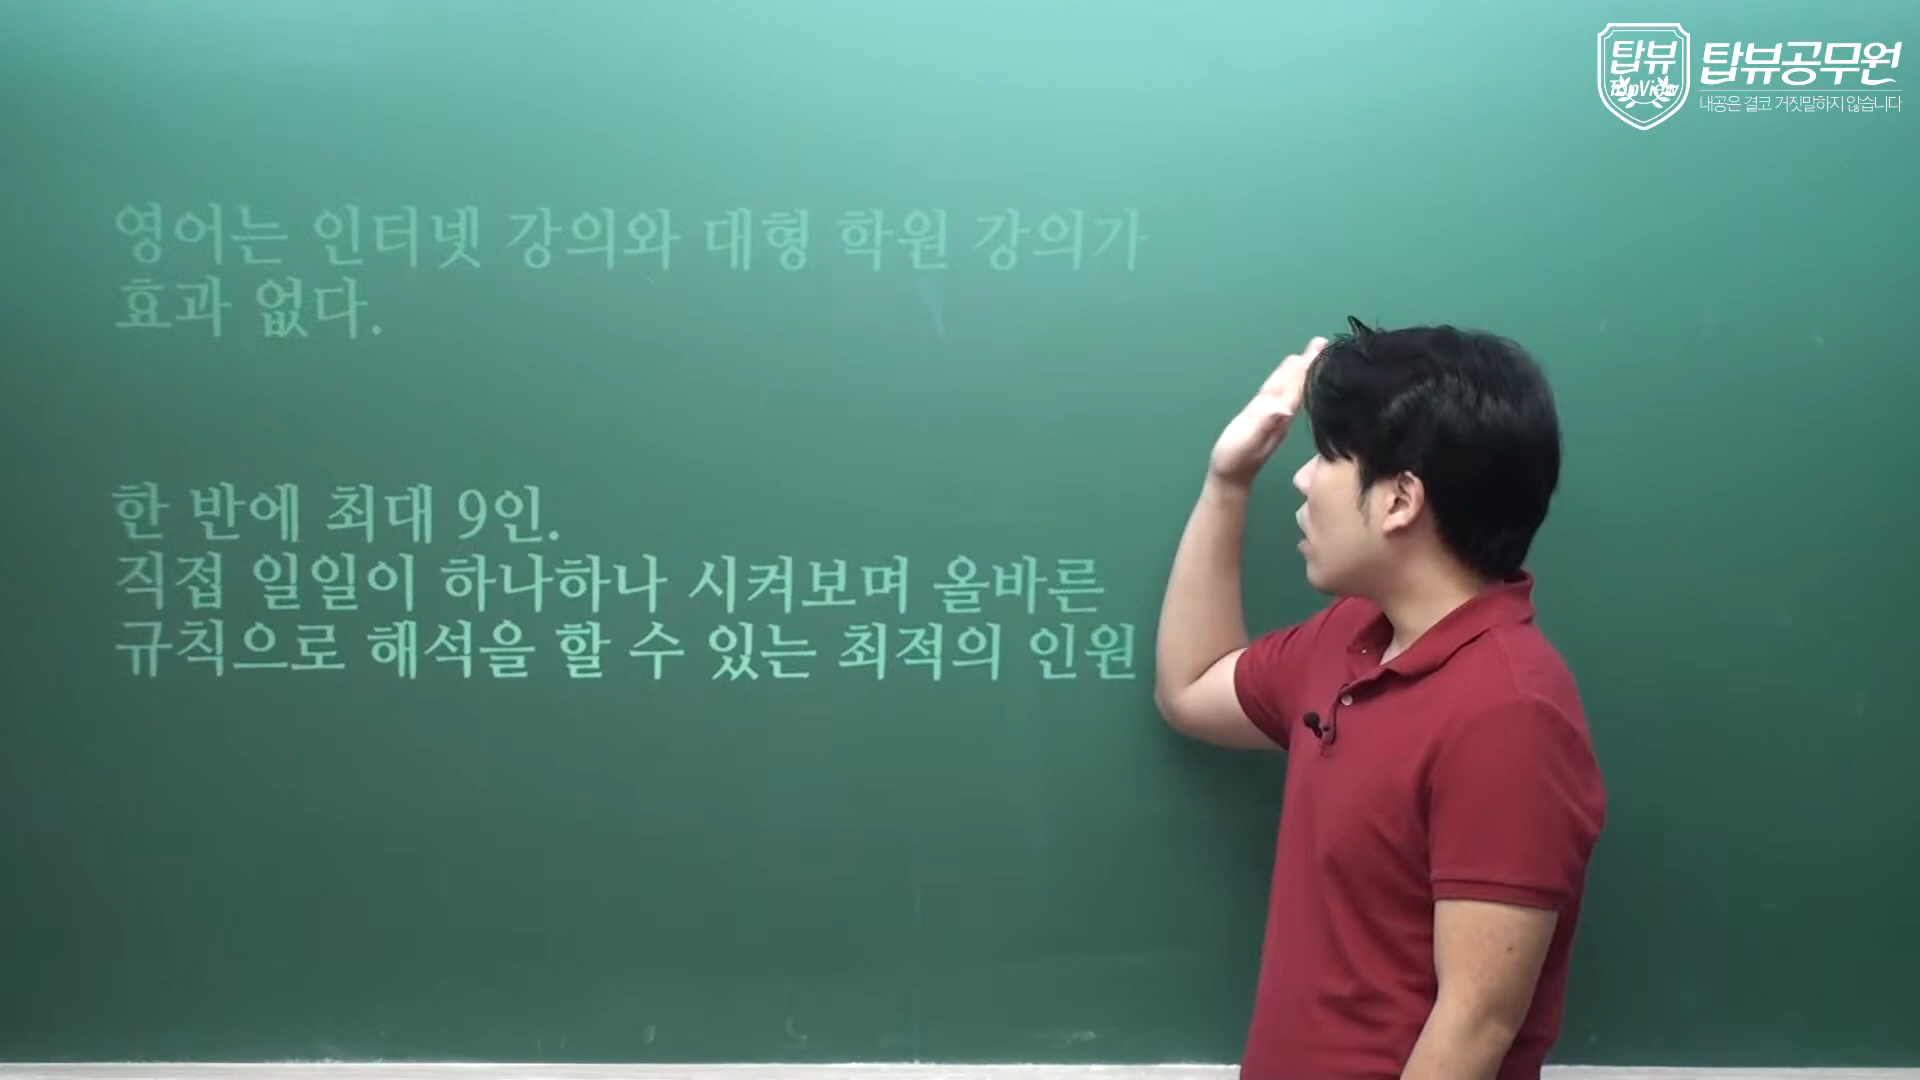 탑뷰
TopView
탑뷰공무원
내공은 결코 거짓말하지 않습니다
영어는 인터넷 강의와 대형 학원 강의가
효과 없다.
한 반에 최대 9인.
직접 일일이 하나하나 시켜보며 올바른
규칙으로 해석을 할 수 있는 최적의 인원